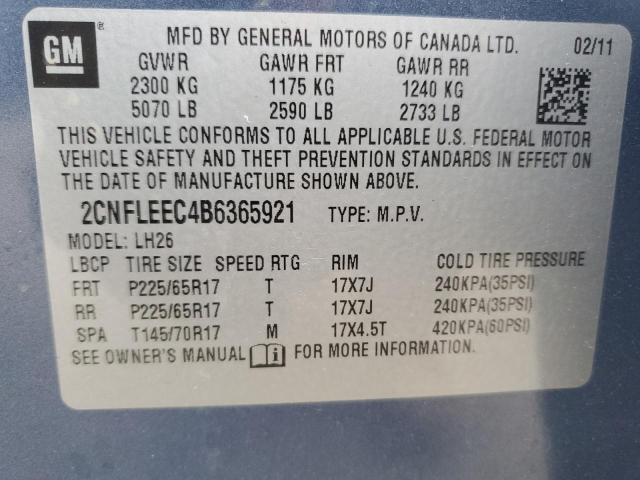 GM ®
MFD BY GENERAL MOTORS OF CANADA LTD. 02/11
GVWR GAWR FRT GAWR RR
2300 KG 1175 KG 1240 KG
5070 LB 2590 LB 2733 LB
THIS VEHICLE CONFORMS TO ALL APPLICABLE U.S. FEDERAL MOTOR
VEHICLE SAFETY AND THEFT PREVENTION STANDARDS IN EFFECT ON
THE DATE OF MANUFACTURE SHOWN ABOVE.
2CNFLEEC4B6365921 TYPE: M.P.V.
MODEL: LH26
LBCP TIRE SIZE SPEED RTG RIM COLD TIRE PRESSURE
FRT P225/65R17 T 17X7J 240KPA(35PSI)
RR P225/65R17 T 17X7J 240KPA(35PSI)
SPA T145/70R17 M 17X4.5T 420KPA(60PSI)
SEE OWNER'S MANUAL FOR MORE INFORMATION.